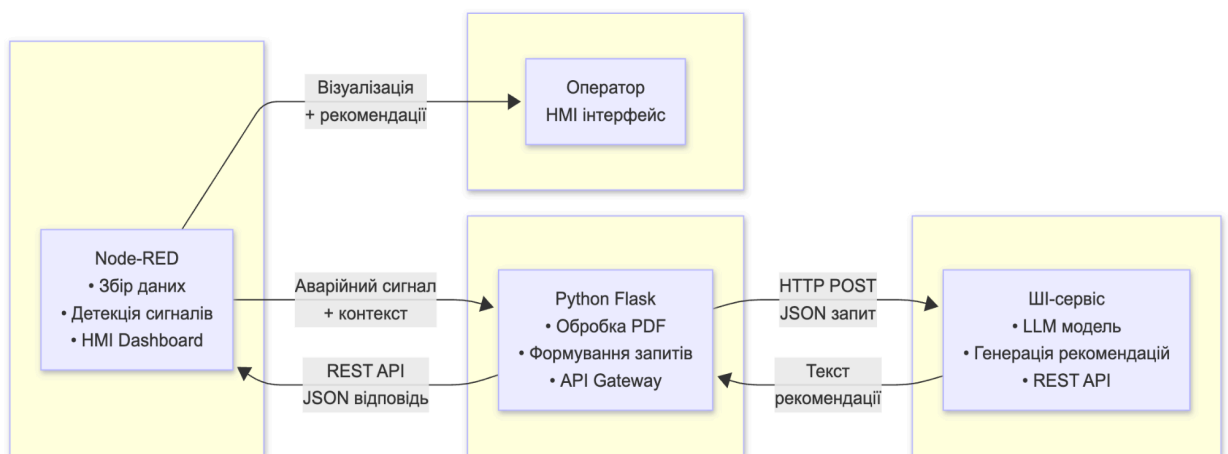 Візуалізація
+ рекомендації
Оператор
HMI інтерфейс
Node-RED
• Збір даних
• Детекція сигналів
• HMI Dashboard
Аварійний сигнал
+ контекст
REST API
JSON відповідь
Python Flask
• Обробка PDF
• Формування запитів
• API Gateway
HTTP POST
JSON запит
Текст
рекомендації
ШІ-сервіс
• LLM модель
• Генерація рекомендацій
• REST API